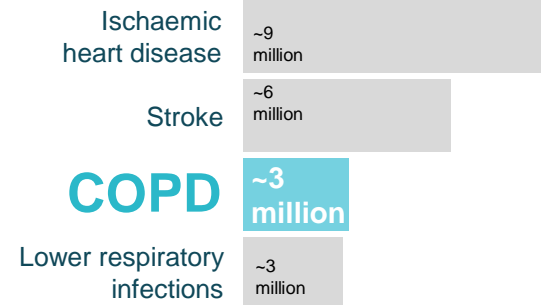 Ischaemic
heart disease
~9
million
Stroke
~6
million
COPD
~3
million
Lower respiratory
infections
~3
million